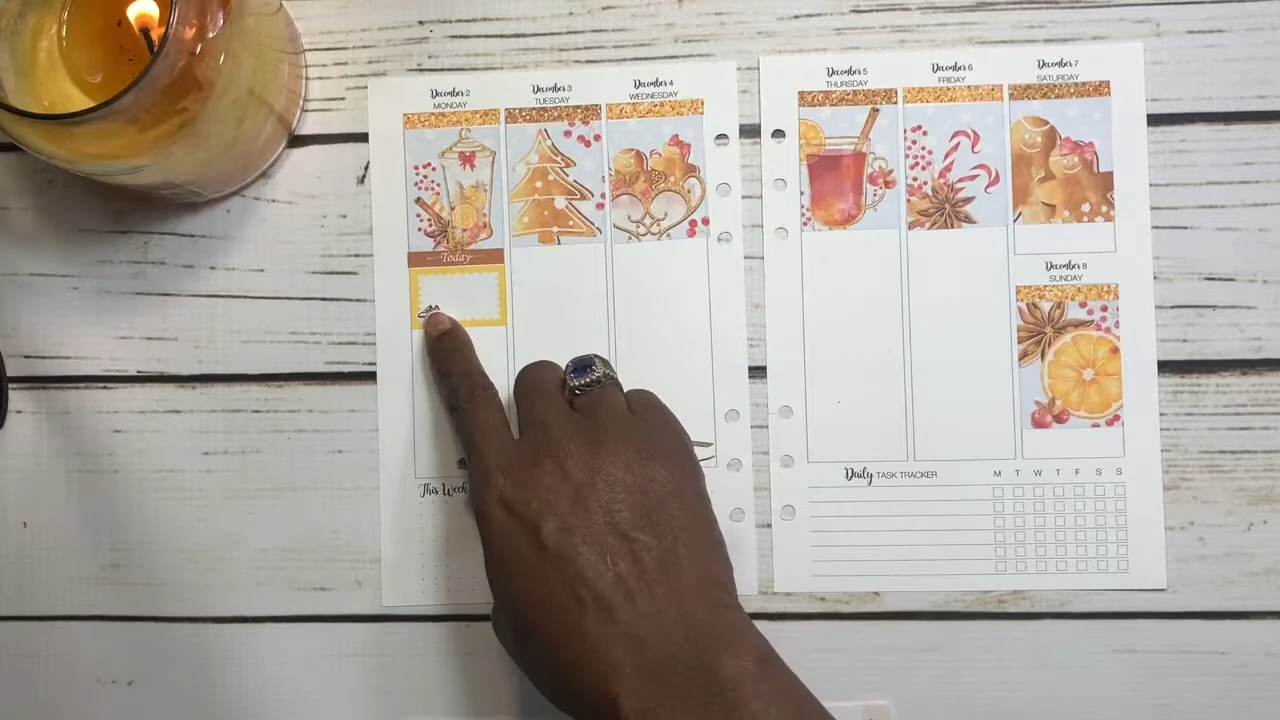 December 2
MONDAY
December 3
TUESDAY
December 4
WEDNESDAY
December 5
THURSDAY
December 6
FRIDAY
December 7
SATURDAY
Today
December 8
SUNDAY
This Week
Daily TASK TRACKER M T W T F S S